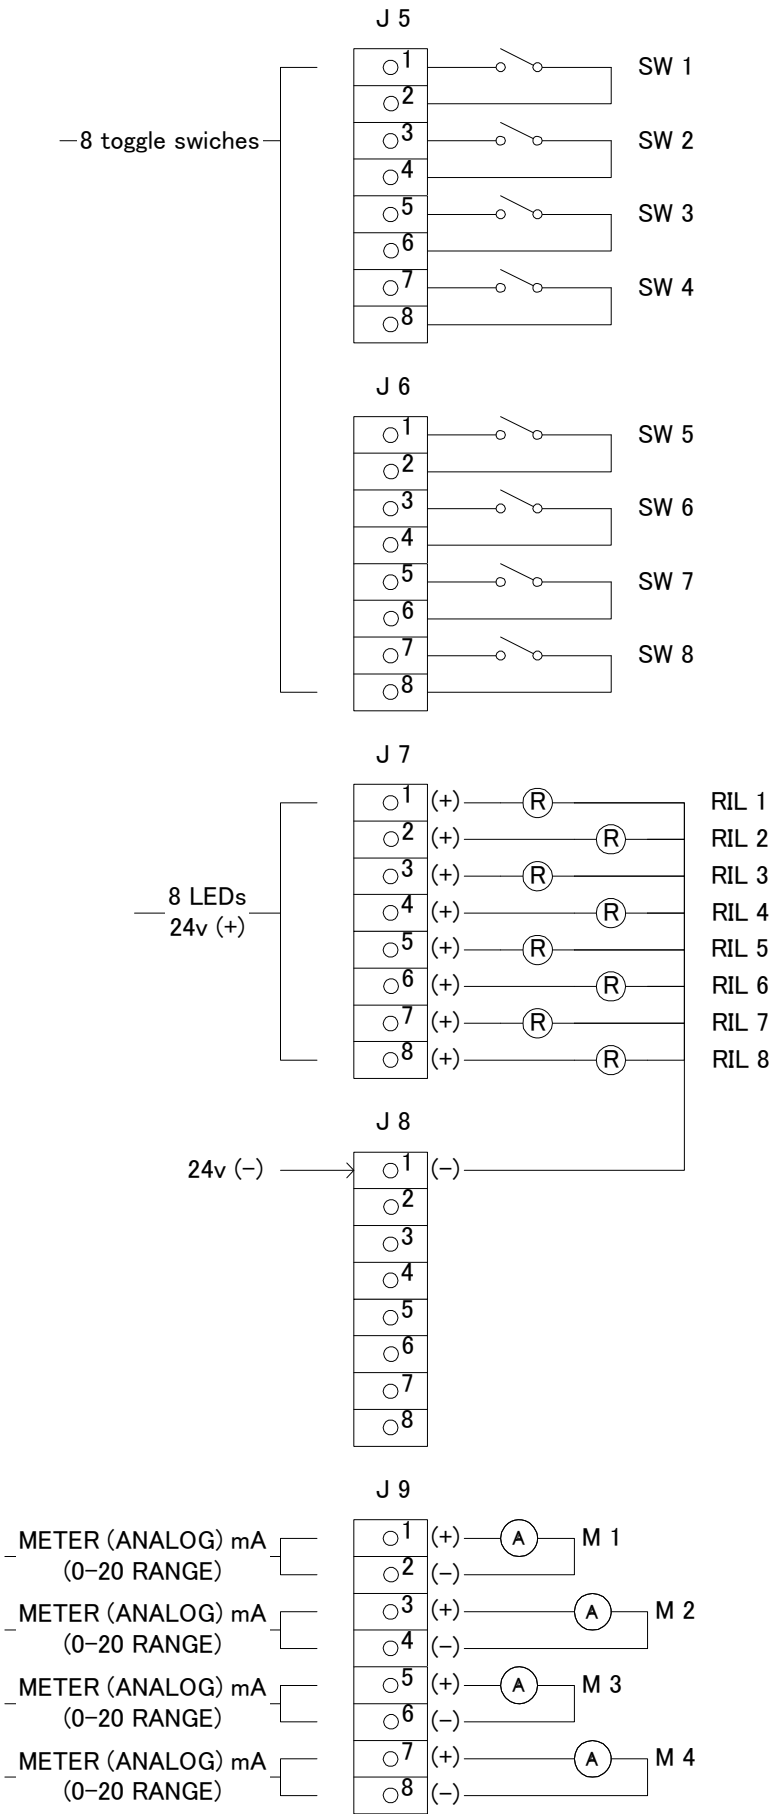 J 5
1
SW 1
2
8 toggle swiches
3
SW 2
4
5
SW 3
6
7
SW 4
8
J 6
1
SW 5
2
3
SW 6
4
5
SW 7
6
7
SW 8
8
J 7
1 (+) R RIL 1
2 (+) R RIL 2
3 (+) R RIL 3
8 LEDs
24v (+)
4 (+) R RIL 4
5 (+) R RIL 5
6 (+) R RIL 6
7 (+) R RIL 7
8 (+) R RIL 8
J 8
24v (-)
1 (-)
2
3
4
5
6
7
8
J 9
METER (ANALOG) mA
(0-20 RANGE)
1 (+) A M 1
2 (-)
METER (ANALOG) mA
(0-20 RANGE)
3 (+) A M 2
4 (-)
METER (ANALOG) mA
(0-20 RANGE)
5 (+) A M 3
6 (-)
METER (ANALOG) mA
(0-20 RANGE)
7 (+) A M 4
8 (-)